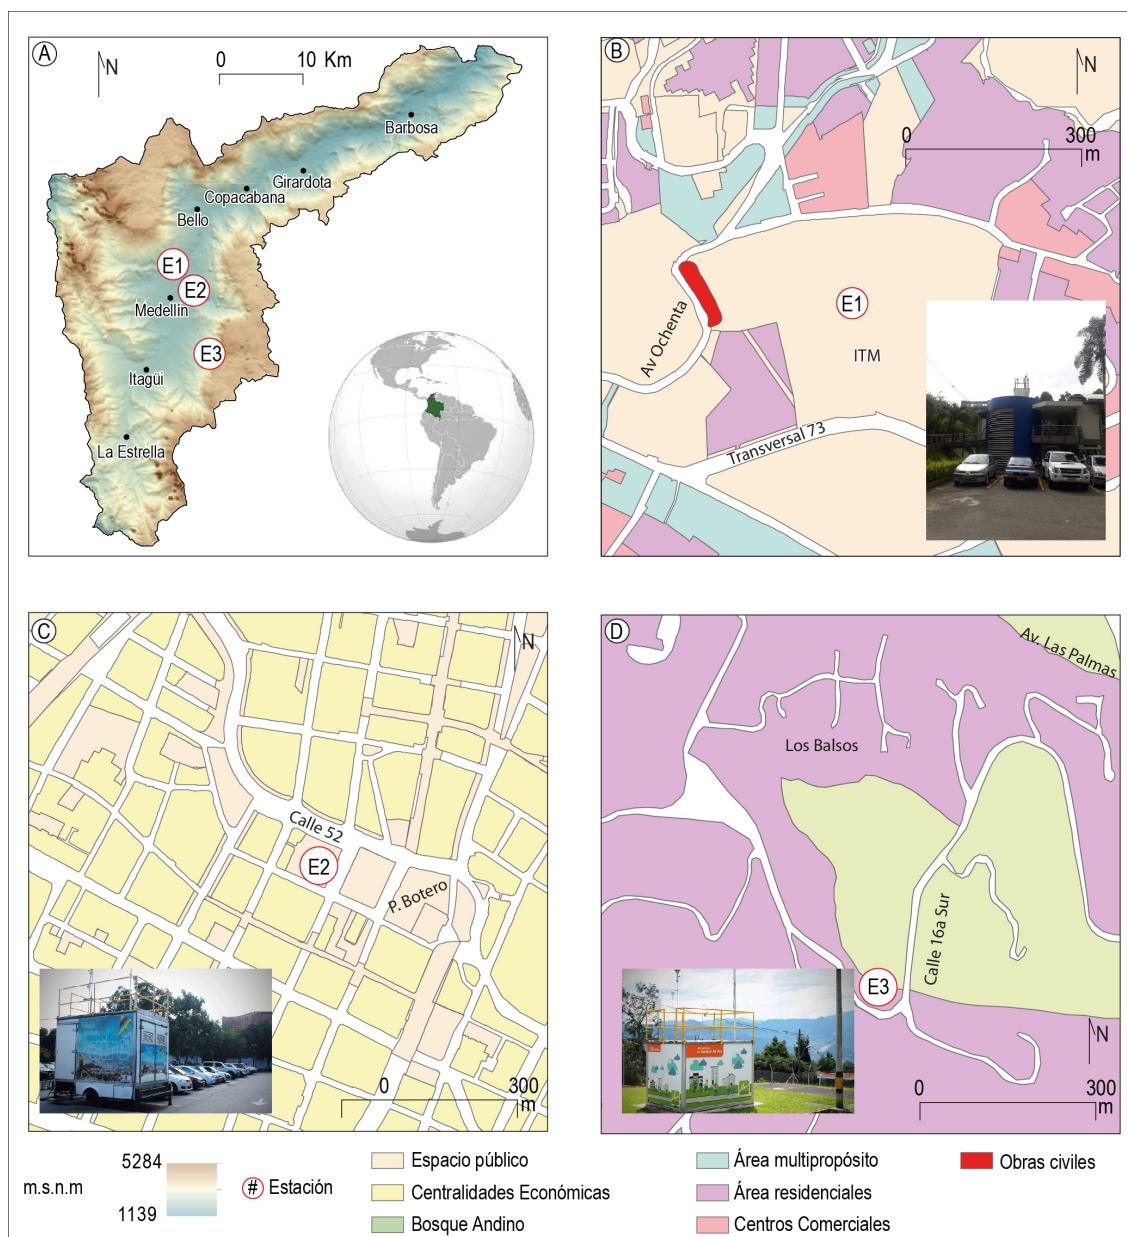 A
N
0 10 Km
Barbosa
Girardota
Copacabana
Bello
E1
E2
Medellín
E3
Itagüi
La Estrella
B
N
0 300
m
E1
Av Ochenta
ITM
Transversal 73
C
N
Calle 52
E2
P. Botero
0 300
m
D
Av. Las Palmas
Los Balsos
Calle 16a Sur
E3
N
0 300
m
m.s.n.m
5284
1139
# Estación
Espacio público
Centralidades Económicas
Bosque Andino
Área multipropósito
Área residenciales
Centros Comerciales
Obras civiles